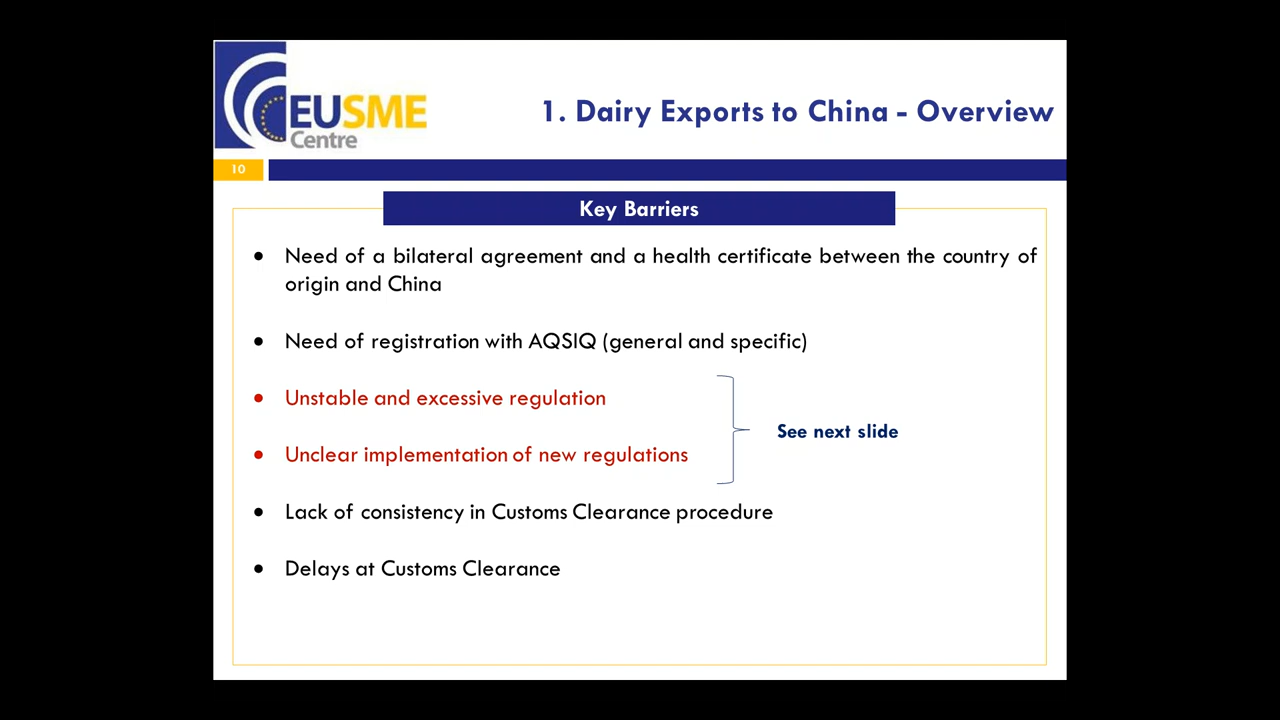 EUSME
Centre
1. Dairy Exports to China - Overview
10
Key Barriers
• Need of a bilateral agreement and a health certificate between the country of
origin and China
• Need of registration with AQSIQ (general and specific)
• Unstable and excessive regulation
See next slide
• Unclear implementation of new regulations
• Lack of consistency in Customs Clearance procedure
• Delays at Customs Clearance